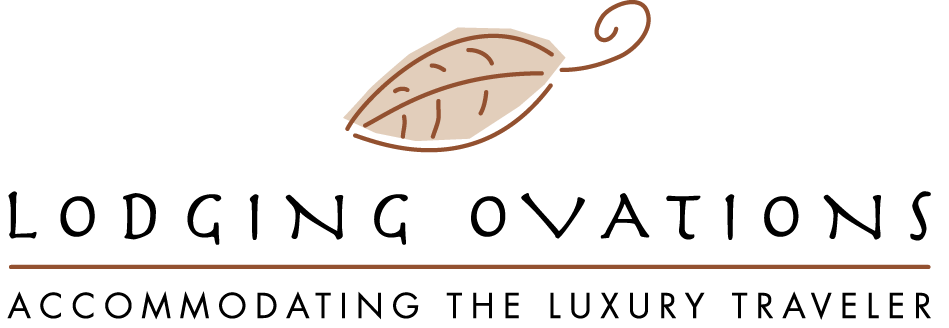 LODGING OVATIONS
ACCOMMODATING THE LUXURY TRAVELER